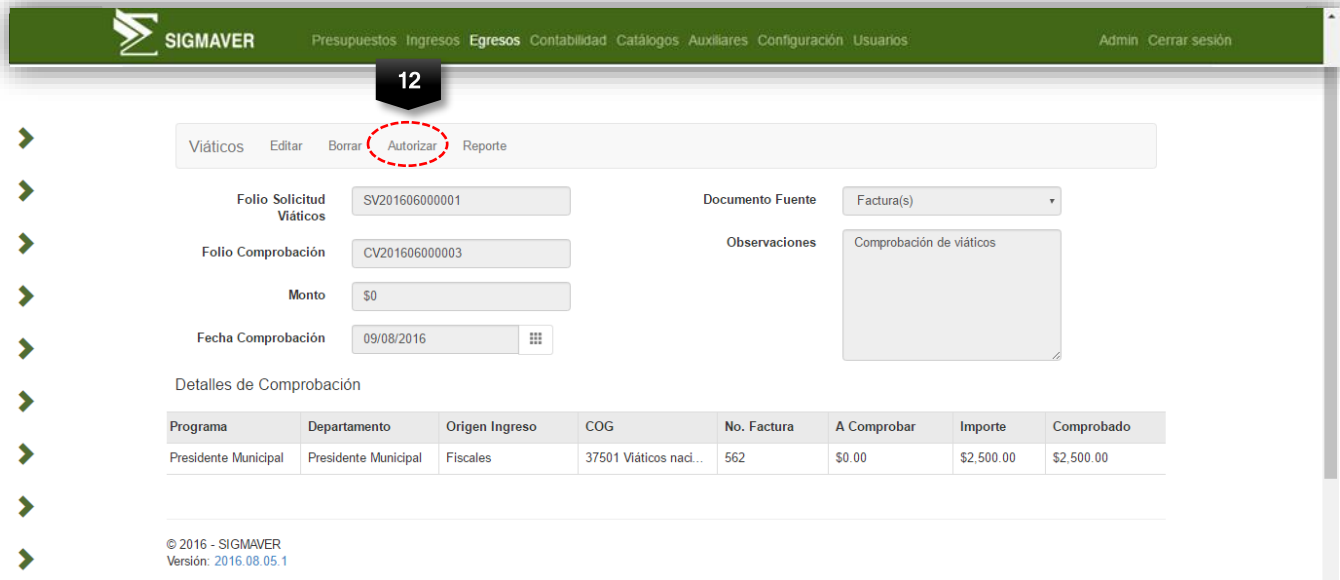 SIGMAVER Presupuestos Ingresos Egresos Contabilidad Catálogos Auxiliares Configuración Usuarios Admin Cerrar sesión
12
Viáticos Editar Borrar Autorizar Reporte
Folio Solicitud Viáticos SV201606000001
Folio Comprobación CV201606000003
Monto $0
Fecha Comprobación 09/08/2016
Documento Fuente Factura(s)
Observaciones Comprobación de viáticos
Detalles de Comprobación
Programa Departamento Origen Ingreso COG No. Factura A Comprobar Importe Comprobado
Presidente Municipal Presidente Municipal Fiscales 37501 Viáticos naci... 562 $0.00 $2,500.00 $2,500.00
© 2016 - SIGMAVER
Versión: 2016.08.05.1